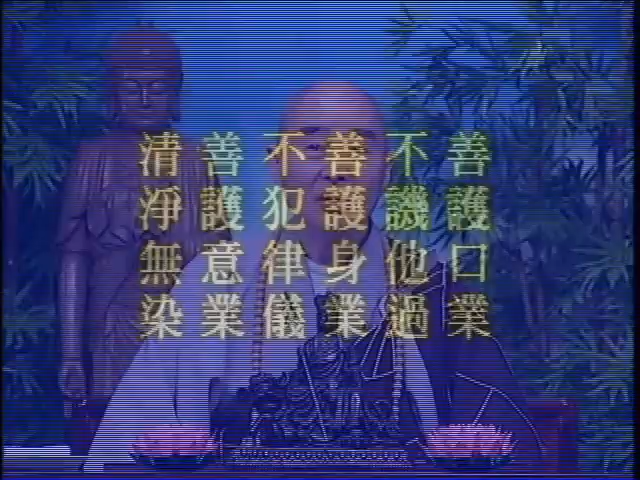 善護口業
不譏他過
善護身業
不犯律儀
善護意業
清淨無染